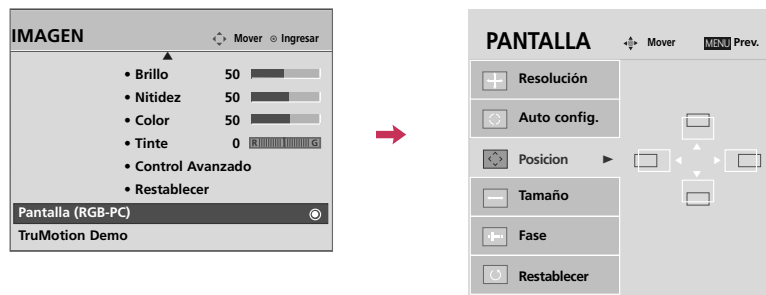 IMAGEN
Mover Ingresar
• Brillo 50
• Nitidez 50
• Color 50
• Tinte 0 R G
• Control Avanzado
• Restablecer
Pantalla (RGB-PC)
TruMotion Demo
PANTALLA
Mover MENU Prev.
Resolución
Auto config.
Posicion
Tamaño
Fase
Restablecer